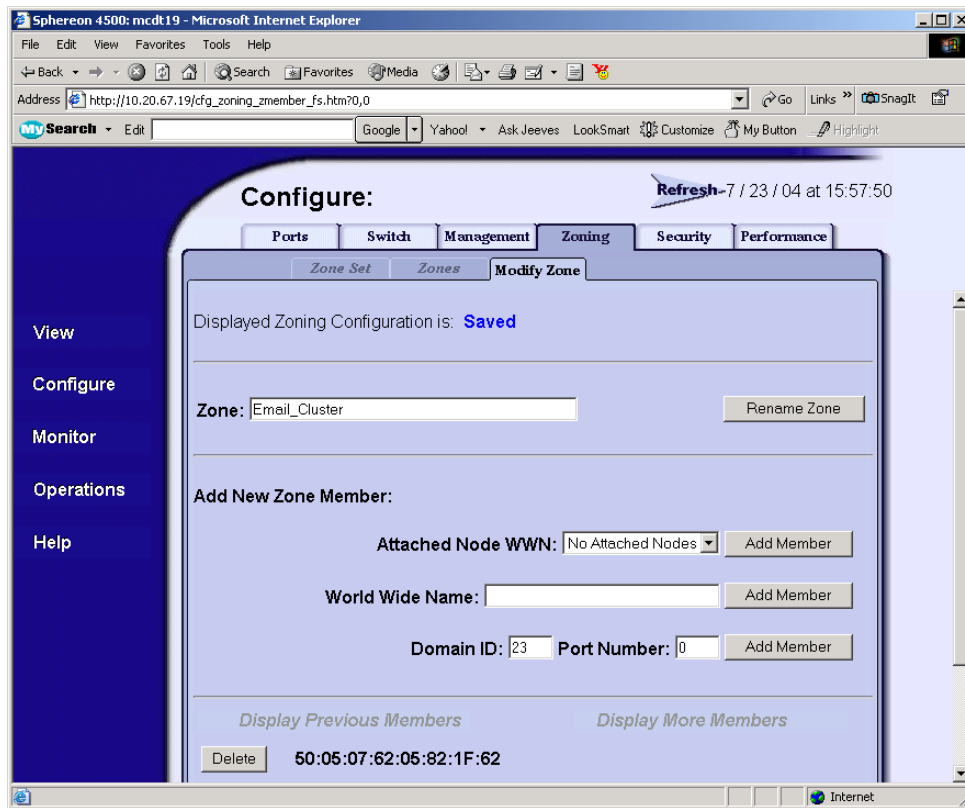 Sphereon 4500: mcdt19 - Microsoft Internet Explorer
File Edit View Favorites Tools Help
Back Search Favorites Media
Address http://10.20.67.19/cfg_zoning_zmember_fs.htm?0,0 Go Links » SnagIt
My Search Edit Google Yahoo! Ask Jeeves LookSmart Customize My Button Highlight
Configure: Refresh 7 / 23 / 04 at 15:57:50
Ports Switch Management Zoning Security Performance
Zone Set Zones Modify Zone
Displayed Zoning Configuration is: Saved
View
Configure
Zone: Email_Cluster Rename Zone
Monitor
Operations
Add New Zone Member:
Help
Attached Node WWN: No Attached Nodes Add Member
World Wide Name: Add Member
Domain ID: 23 Port Number: 0 Add Member
Display Previous Members Display More Members
Delete 50:05:07:62:05:82:1F:62
Internet